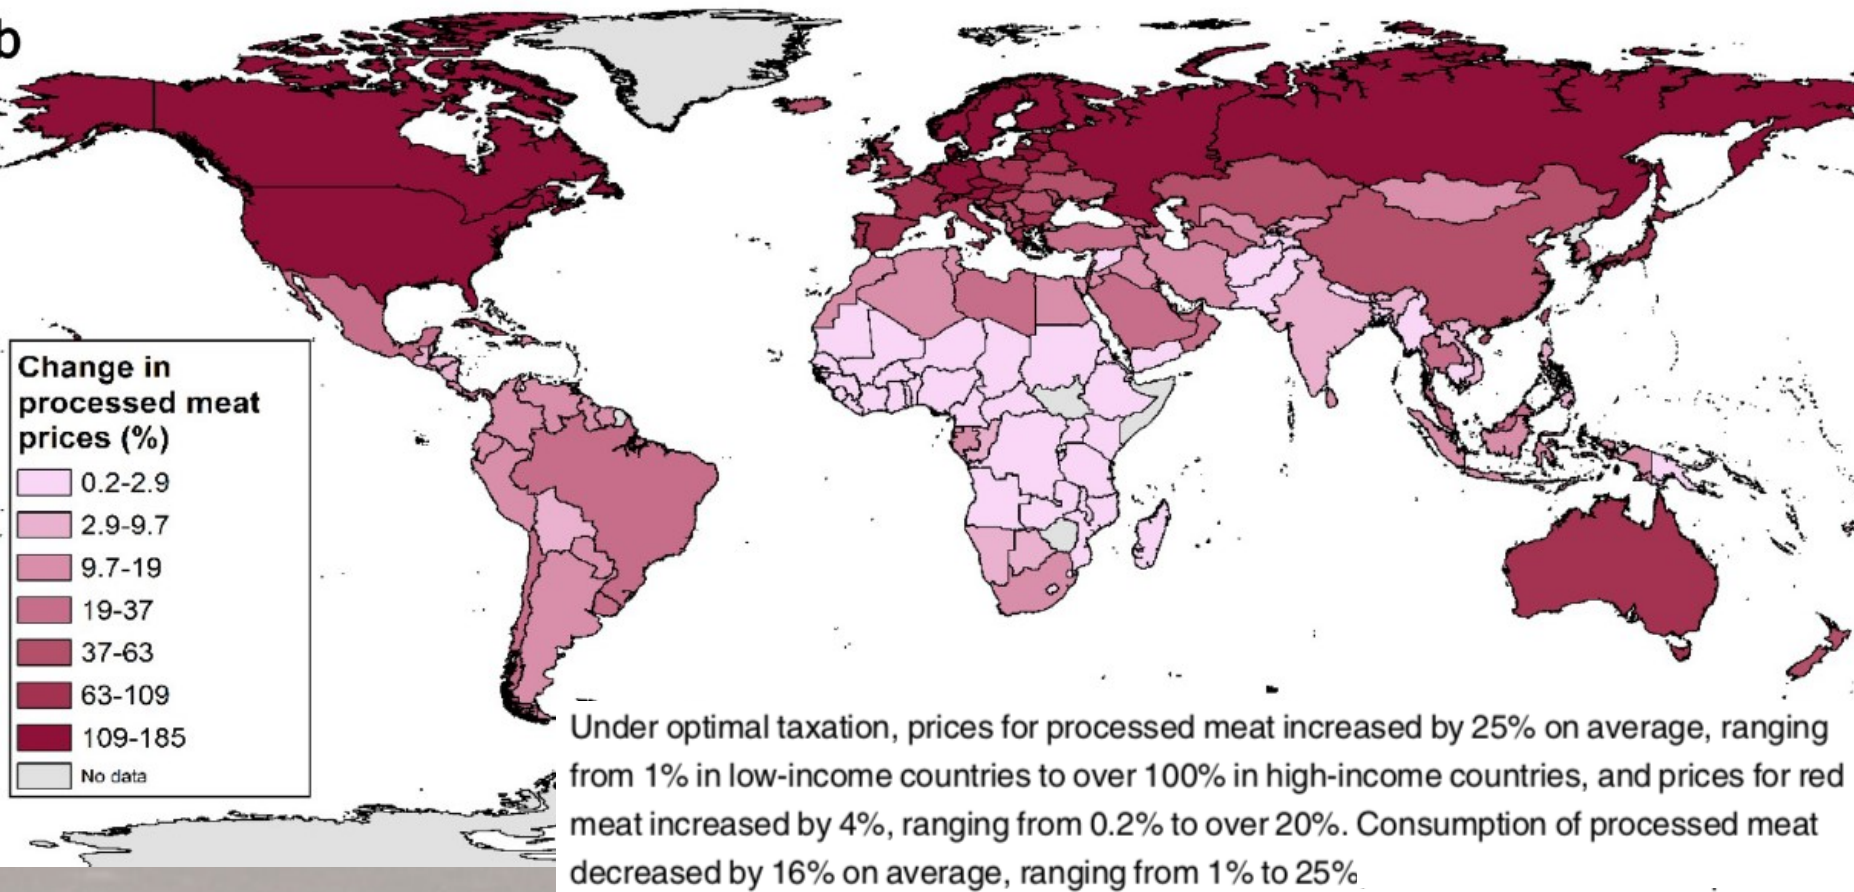 b
Change in
processed meat
prices (%)
0.2-2.9
2.9-9.7
9.7-19
19-37
37-63
63-109
109-185
No data
Under optimal taxation, prices for processed meat increased by 25% on average, ranging
from 1% in low-income countries to over 100% in high-income countries, and prices for red
meat increased by 4%, ranging from 0.2% to over 20%. Consumption of processed meat
decreased by 16% on average, ranging from 1% to 25%